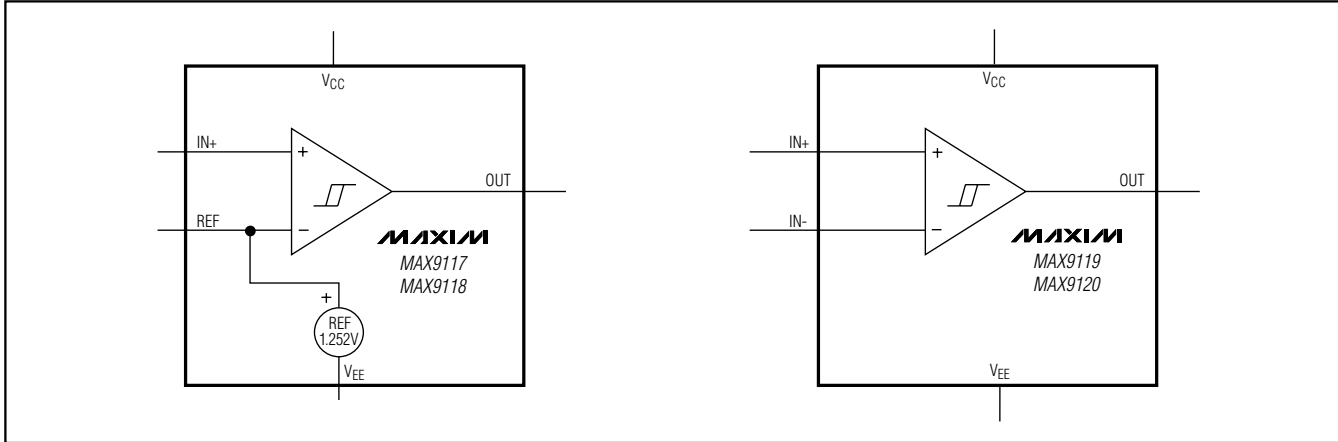 VCC
IN+
+
OUT
REF
−
MAXIM
MAX9117
MAX9118
+
REF
1.252V
VEE
VCC
IN+
+
OUT
IN-
−
MAXIM
MAX9119
MAX9120
VEE